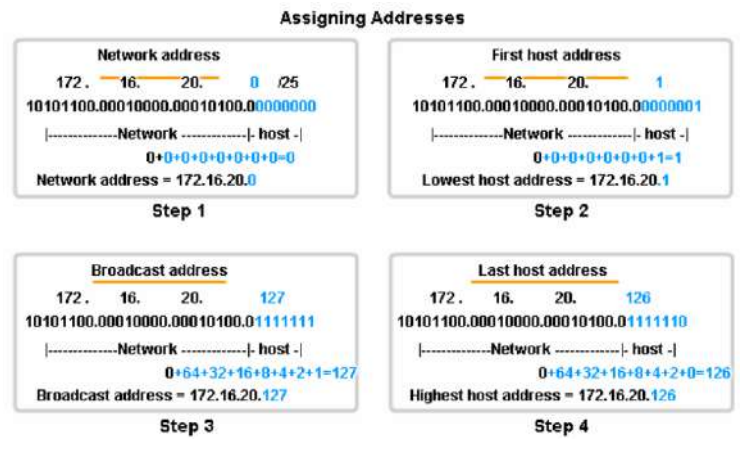 Assigning Addresses
Network address
172. 16. 20. 0 /25
10101100.00010000.00010100.00000000
|-------------Network -------------|- host -|
0+0+0+0+0+0+0+0=0
Network address = 172.16.20.0
Step 1
First host address
172. 16. 20. 1
10101100.00010000.00010100.00000001
|-------------Network -------------|- host -|
0+0+0+0+0+0+0+1=1
Lowest host address = 172.16.20.1
Step 2
Broadcast address
172. 16. 20. 127
10101100.00010000.00010100.01111111
|-------------Network -------------|- host -|
0+64+32+16+8+4+2+1=127
Broadcast address = 172.16.20.127
Step 3
Last host address
172. 16. 20. 126
10101100.00010000.00010100.01111110
|-------------Network -------------|- host -|
0+64+32+16+8+4+2+0=126
Highest host address = 172.16.20.126
Step 4